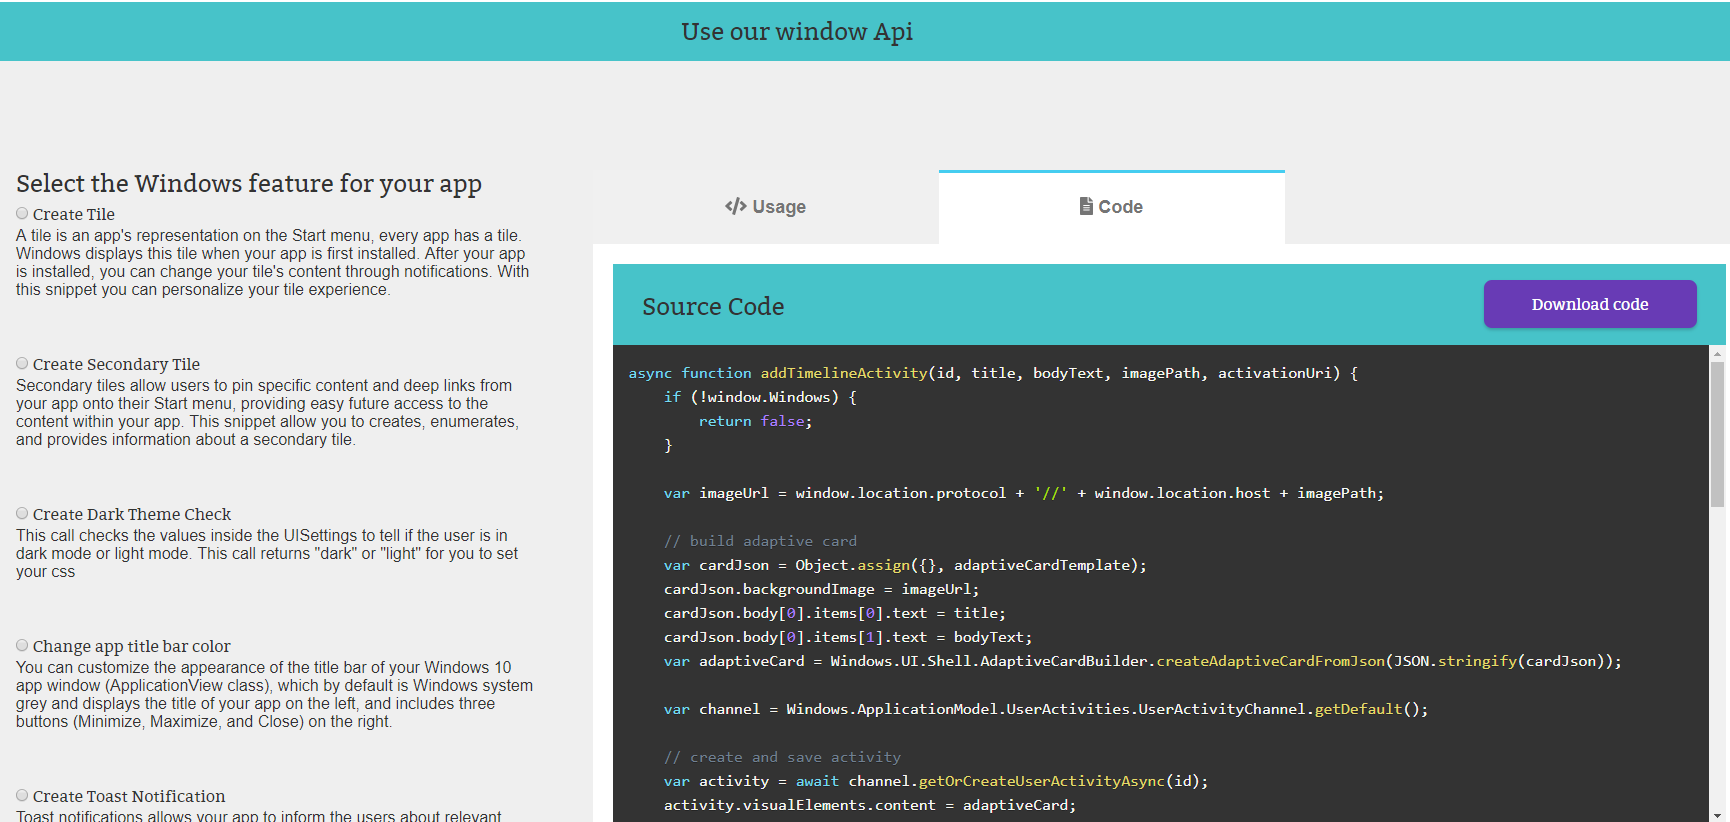 Use our window Api
Select the Windows feature for your app
Create Tile
A tile is an app's representation on the Start menu, every app has a tile.
Windows displays this tile when your app is first installed. After your app
is installed, you can change your tile's content through notifications. With
this snippet you can personalize your tile experience.
Create Secondary Tile
Secondary tiles allow users to pin specific content and deep links from
your app onto their Start menu, providing easy future access to the
content within your app. This snippet allow you to creates, enumerates,
and provides information about a secondary tile.
Create Dark Theme Check
This call checks the values inside the UISettings to tell if the user is in
dark mode or light mode. This call returns "dark" or "light" for you to set
your css
Change app title bar color
You can customize the appearance of the title bar of your Windows 10
app window (ApplicationView class), which by default is Windows system
grey and displays the title of your app on the left, and includes three
buttons (Minimize, Maximize, and Close) on the right.
Create Toast Notification
Toast notifications allows your app to inform the users about relevant
</> Usage
Code
Source Code
Download code
async function addTimelineActivity(id, title, bodyText, imagePath, activationUri) {
    if (!window.Windows) {
        return false;
    }
    var imageUrl = window.location.protocol + '//' + window.location.host + imagePath;
    // build adaptive card
    var cardJson = Object.assign({}, adaptiveCardTemplate);
    cardJson.backgroundImage = imageUrl;
    cardJson.body[0].items[0].text = title;
    cardJson.body[0].items[1].text = bodyText;
    var adaptiveCard = Windows.UI.Shell.AdaptiveCardBuilder.createAdaptiveCardFromJson(JSON.stringify(cardJson));
    var channel = Windows.ApplicationModel.UserActivities.UserActivityChannel.getDefault();
    // create and save activity
    var activity = await channel.getOrCreateUserActivityAsync(id);
    activity.visualElements.content = adaptiveCard;